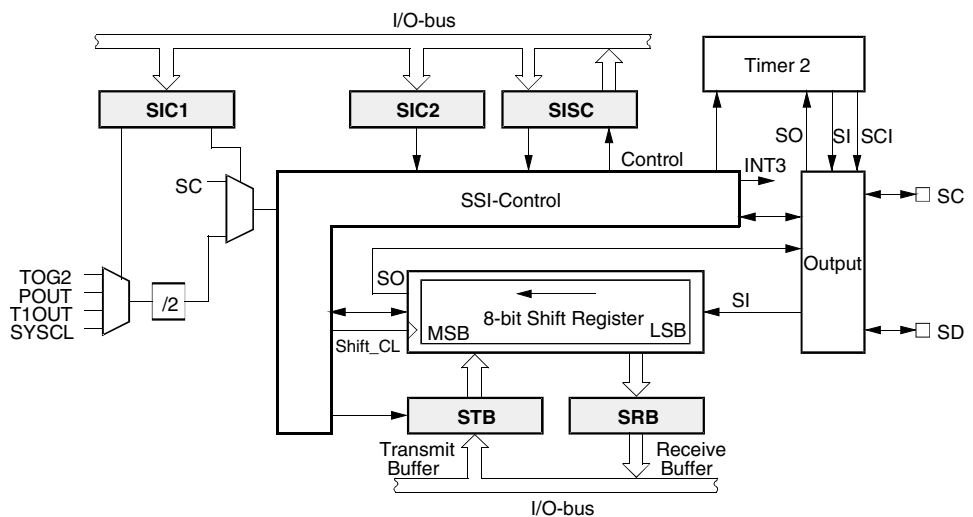 I/O-bus
SIC1
SIC2
SISC
Timer 2
SO
SI
SCI
Control
INT3
SC
SSI-Control
SC
Output
TOG2
POUT
T1OUT
SYSCL
/2
SO
SI
8-bit Shift Register
MSB
LSB
Shift_CL
SD
STB
SRB
Transmit
Buffer
Receive
Buffer
I/O-bus